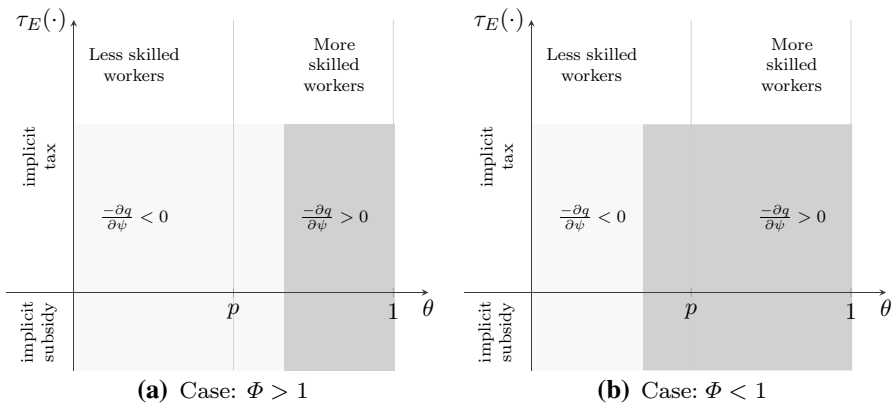 τ_E(·)
Less skilled
workers
More
skilled
workers
implicit
tax
−∂q/∂ψ < 0
−∂q/∂ψ > 0
p
1
θ
implicit
subsidy
(a) Case: Φ > 1
τ_E(·)
Less skilled
workers
More
skilled
workers
implicit
tax
−∂q/∂ψ < 0
−∂q/∂ψ > 0
p
1
θ
implicit
subsidy
(b) Case: Φ < 1